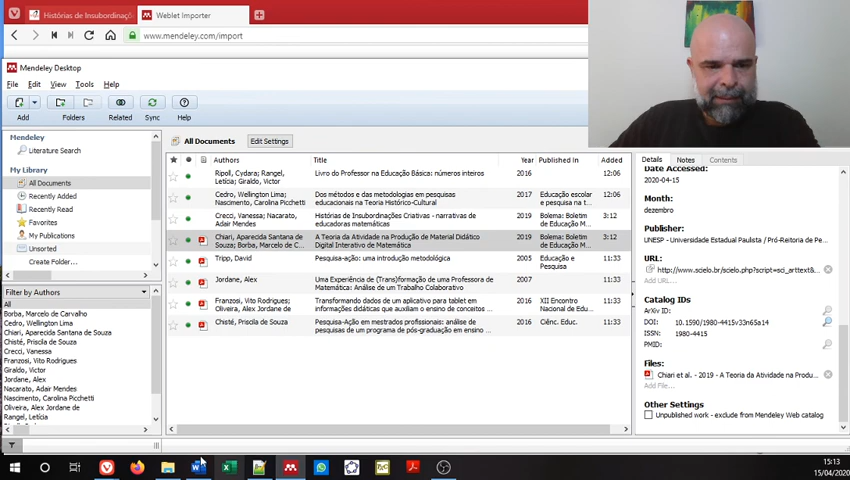 Histórias de Insubordinaçõ
Weblet Importer
www.mendeley.com/import
Mendeley Desktop
File Edit View Tools Help
Add Folders Related Sync Help
Mendeley
Literature Search
My Library
All Documents
Recently Added
Recently Read
Favorites
My Publications
Unsorted
Create Folder...
Filter by Authors
All
Borba, Marcelo de Carvalho
Cedro, Wellington Lima
Chiari, Aparecida Santana de Souza
Creci, Vanessa
Franzosi, Vito Rodrigues
Giraldo, Victor
Jordane, Alex
Nacarato, Adair Mendes
Nascimento, Carolina Picchetti
Oliveira, Alex Jordane de
Rangel, Letícia
All Documents Edit Settings
Authors Title Year Published In Added
Ripoll, Cydara; Rangel, Letícia; Giraldo, Victor
Livro do Professor na Educação Básica: números inteiros 2016 12:06
Cedro, Wellington Lima; Nascimento, Carolina Picchetti
Dos métodos e das metodologias em pesquisas educacionais na Teoria Histórico-Cultural
2017 Educação escolar e pesquisa na t... 12:06
Crecci, Vanessa; Nacarato, Adair Mendes
Histórias de Insubordinações Criativas - narrativas de educadoras matemáticas
2019 Bolema: Boletim de Educação M... 3:12
Chiari, Aparecida Santana de Souza; Borba, Marcelo de C...
A Teoria da Atividade na Produção de Material Didático Digital Interativo de Matemática
2019 Bolema: Boletim de Educação M... 3:12
Tripp, David
Pesquisa-ação: uma introdução metodológica
2005 Educação e Pesquisa 11:33
Jordane, Alex
Uma Experiência de (Trans)formação de uma Professora de Matemática: Análise de um Trabalho Colaborativo
2007 11:33
Franzosi, Vito Rodrigues; Oliveira, Alex Jordane de
Transformando dados de um aplicativo para tablet em informações didáticas que auxiliam o ensino de conceitos...
2016 XII Encontro Nacional de Edu... 11:33
Chisté, Priscila de Souza
Pesquisa-Ação em mestrados profissionais: análise de pesquisas de um programa de pós-graduação em ensino ...
2016 Ciênc. Educ. 11:33
Details Notes Contents
Date Accessed:
2020-04-15
Month:
dezembro
Publisher:
UNESP - Universidade Estadual Paulista / Pró-Reitoria de Pe...
URL:
http://www.scielo.br/scielo.php?script=sci_arttext&...
Add URL...
Catalog IDs
ArXiv ID:
DOI: 10.1590/1980-4415v33n65a14
ISSN: 1980-4415
PMID:
Files:
Chiari et al. - 2019 - A Teoria da Atividade na Produ...
Add File...
Other Settings
Unpublished work - exclude from Mendeley Web catalog
15:13
15/04/2020